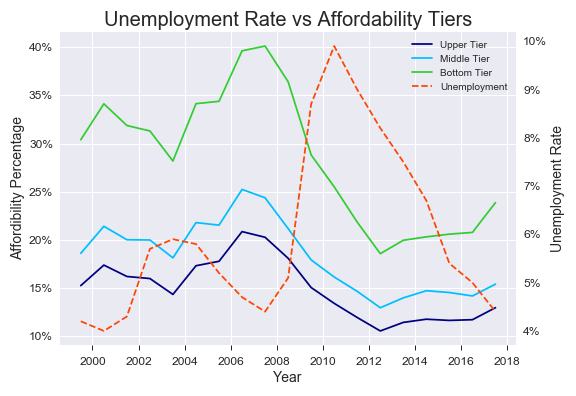 Unemployment Rate vs Affordability Tiers
40%
35%
30%
25%
20%
15%
10%
Affordibility Percentage
10%
9%
8%
7%
6%
5%
4%
Unemployment Rate
Upper Tier
Middle Tier
Bottom Tier
Unemployment
2000 2002 2004 2006 2008 2010 2012 2014 2016 2018
Year